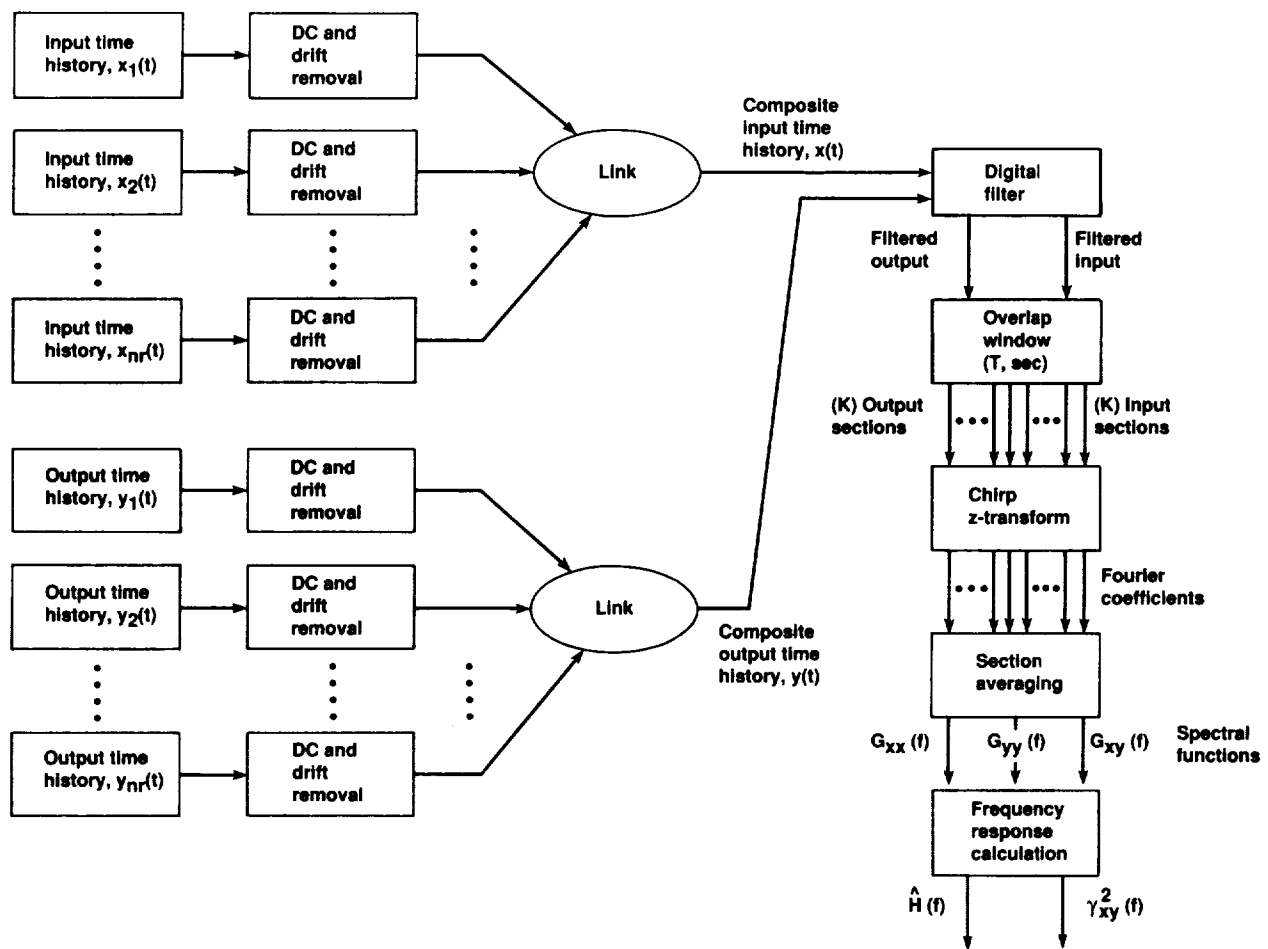 Input time
history, x1(t)
DC and
drift
removal
Input time
history, x2(t)
DC and
drift
removal
Link
Composite
input time
history, x(t)
Digital
filter
Filtered
output
Filtered
input
Input time
history, xnr(t)
DC and
drift
removal
Overlap
window
(T, sec)
(K) Output
sections
(K) Input
sections
Output time
history, y1(t)
DC and
drift
removal
Chirp
z-transform
Output time
history, y2(t)
DC and
drift
removal
Link
Fourier
coefficients
Composite
output time
history, y(t)
Section
averaging
Output time
history, ynr(t)
DC and
drift
removal
Gxx (f)
Gyy (f)
Gxy (f)
Spectral
functions
Frequency
response
calculation
Ĥ (f)
γ²xy (f)